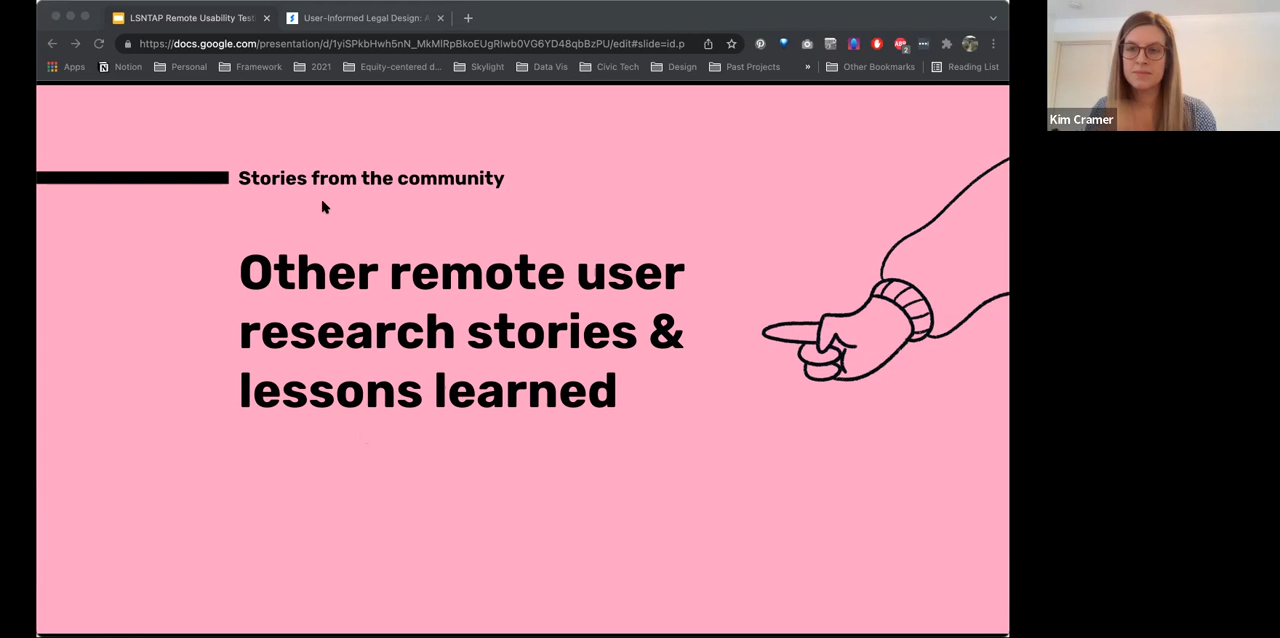 LSNTAP Remote Usability Test
User-Informed Legal Design: A
https://docs.google.com/presentation/d/1yiSPkbHwh5nN_MkMlRpBkoEUgRIwb0VG6YD48qbBzPU/edit#slide=id.p
Apps Notion Personal Framework 2021 Equity-centered d... Skylight Data Vis Civic Tech Design Past Projects » Other Bookmarks Reading List
Kim Cramer
Stories from the community
Other remote user
research stories &
lessons learned